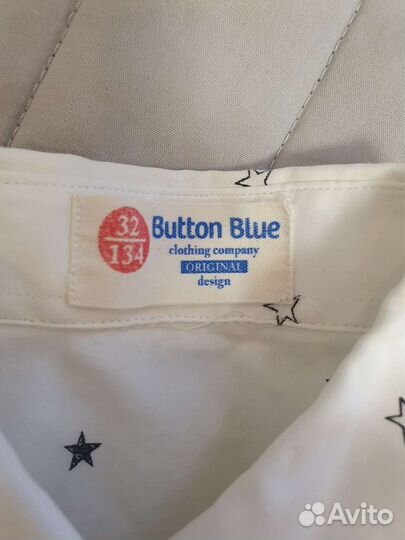 32
134
Button Blue
clothing company
ORIGINAL
design
Avito